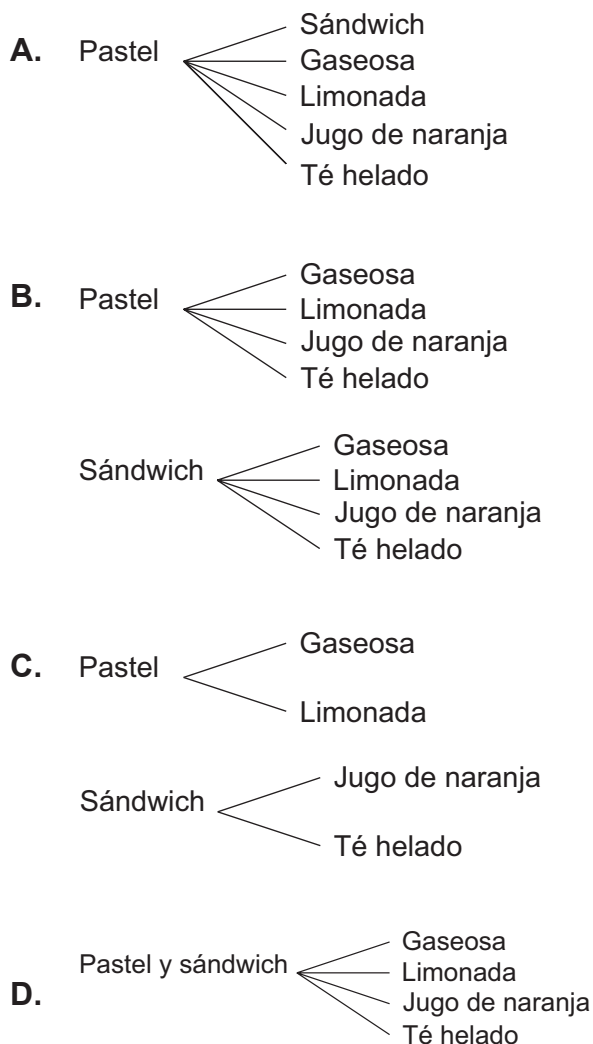 A. Pastel
Sándwich
Gaseosa
Limonada
Jugo de naranja
Té helado
B. Pastel
Gaseosa
Limonada
Jugo de naranja
Té helado
Sándwich
Gaseosa
Limonada
Jugo de naranja
Té helado
C. Pastel
Gaseosa
Limonada
Sándwich
Jugo de naranja
Té helado
D. Pastel y sándwich
Gaseosa
Limonada
Jugo de naranja
Té helado